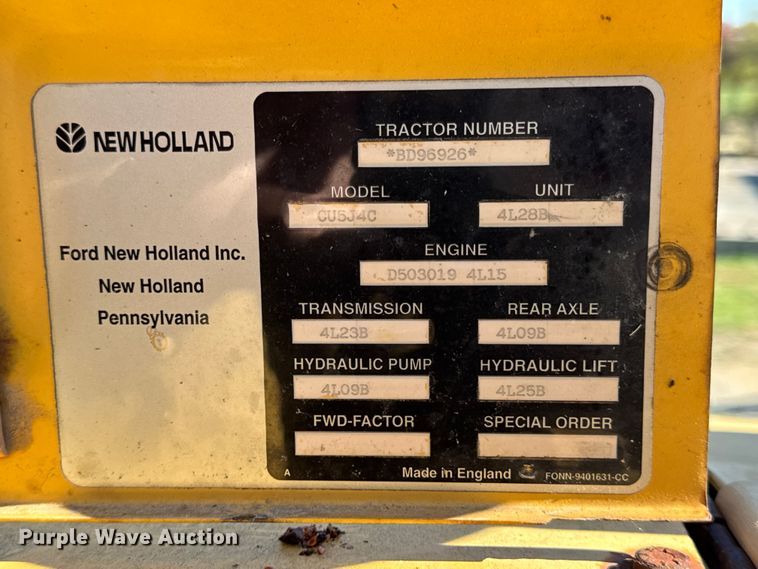 NEW HOLLAND
Ford New Holland Inc.
New Holland
Pennsylvania
TRACTOR NUMBER
*BD96926*
MODEL UNIT
CU5J4C 4L28B
ENGINE
D503019 4L15
TRANSMISSION REAR AXLE
4L23B 4L09B
HYDRAULIC PUMP HYDRAULIC LIFT
4L09B 4L25B
FWD-FACTOR SPECIAL ORDER
A Made in England FONN-9401631-CC
Purple Wave Auction